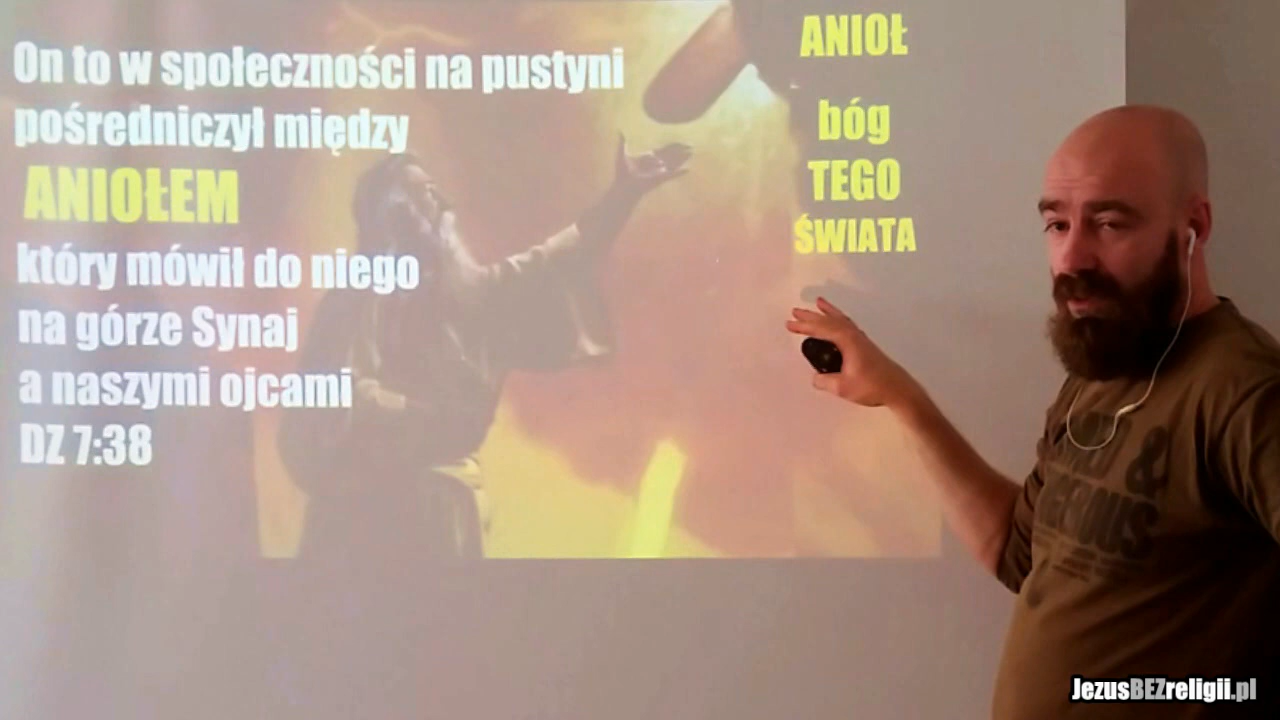 On to w społeczności na pustyni
pośredniczył między
ANIOŁEM
który mówił do niego
na górze Synaj
a naszymi ojcami
DZ 7:38
ANIOŁ
bóg
TEGO
ŚWIATA
JezusBEZreligii.pl